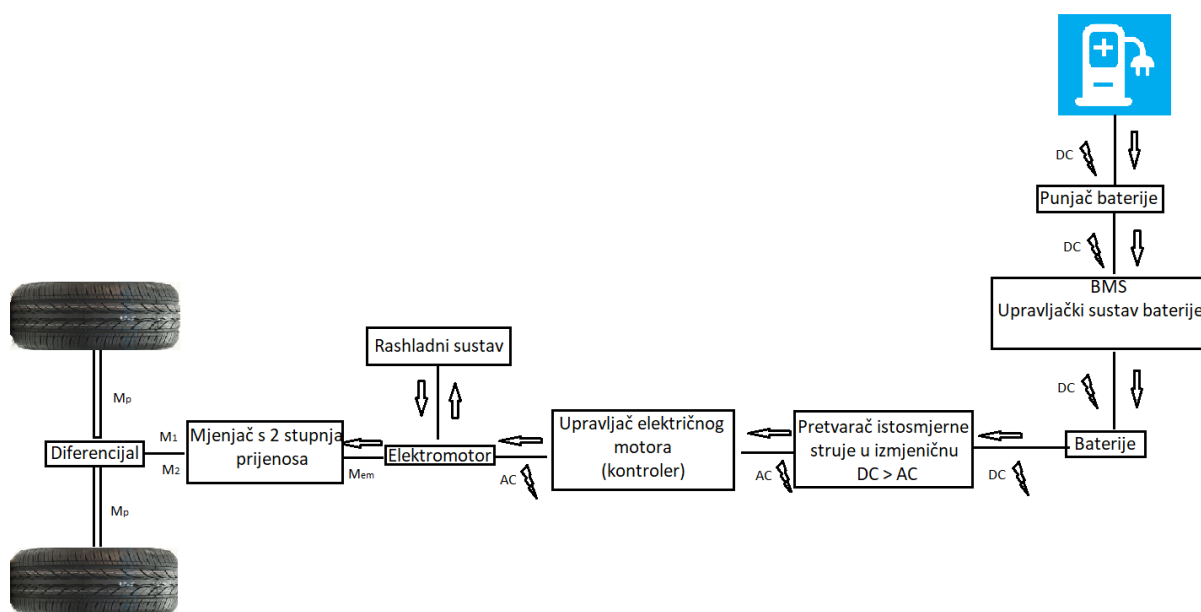 DC
Punjač baterije
DC
BMS
Upravljački sustav baterije
DC
Baterije
DC
Pretvarač istosmjerne
struje u izmjeničnu
DC > AC
AC
Upravljač električnog
motora
(kontroler)
AC
Rashladni sustav
Elektromotor
Mem
Mjenjač s 2 stupnja
prijenosa
M1
M2
Diferencijal
Mp
Mp